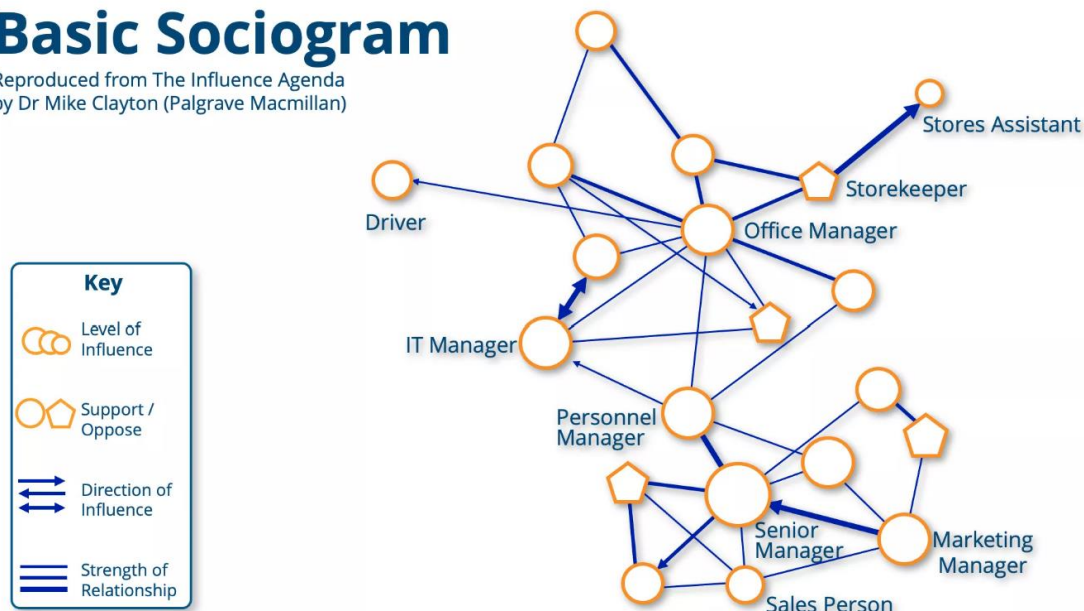 Basic Sociogram
Reproduced from The Influence Agenda
by Dr Mike Clayton (Palgrave Macmillan)
Stores Assistant
Storekeeper
Driver
Office Manager
Key
Level of
Influence
Support /
Oppose
Direction of
Influence
Strength of
Relationship
IT Manager
Personnel
Manager
Senior
Manager
Marketing
Manager
Sales Person